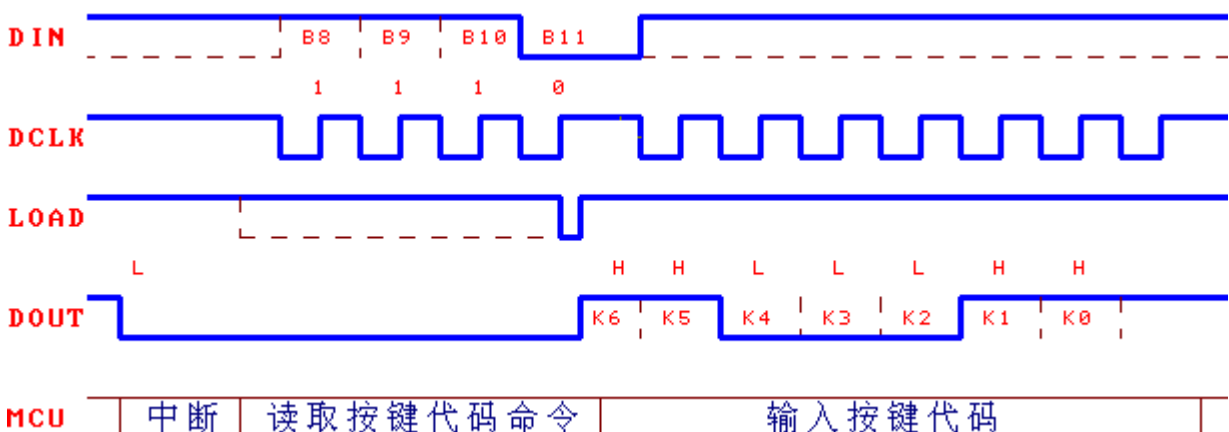 DIN B8 B9 B10 B11
1 1 1 0
DCLK
LOAD
L H H L L L H H
DOUT K6 K5 K4 K3 K2 K1 K0
MCU 中断 读取按键代码命令 输入按键代码